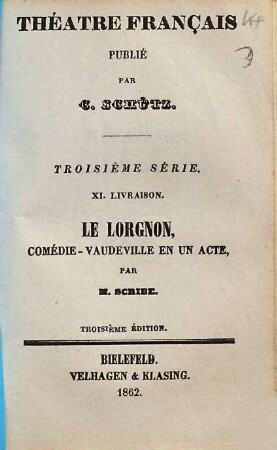 THÉATRE FRANÇAIS
PUBLIÉ
PAR
C. SCHÜTZ.
TROISIÈME SÉRIE.
XI. LIVRAISON.
LE LORGNON,
COMÉDIE-VAUDEVILLE EN UN ACTE,
PAR
M. SCRIBE.
TROISIÈME ÉDITION.
BIELEFELD.
VELHAGEN & KLASING.
1862.